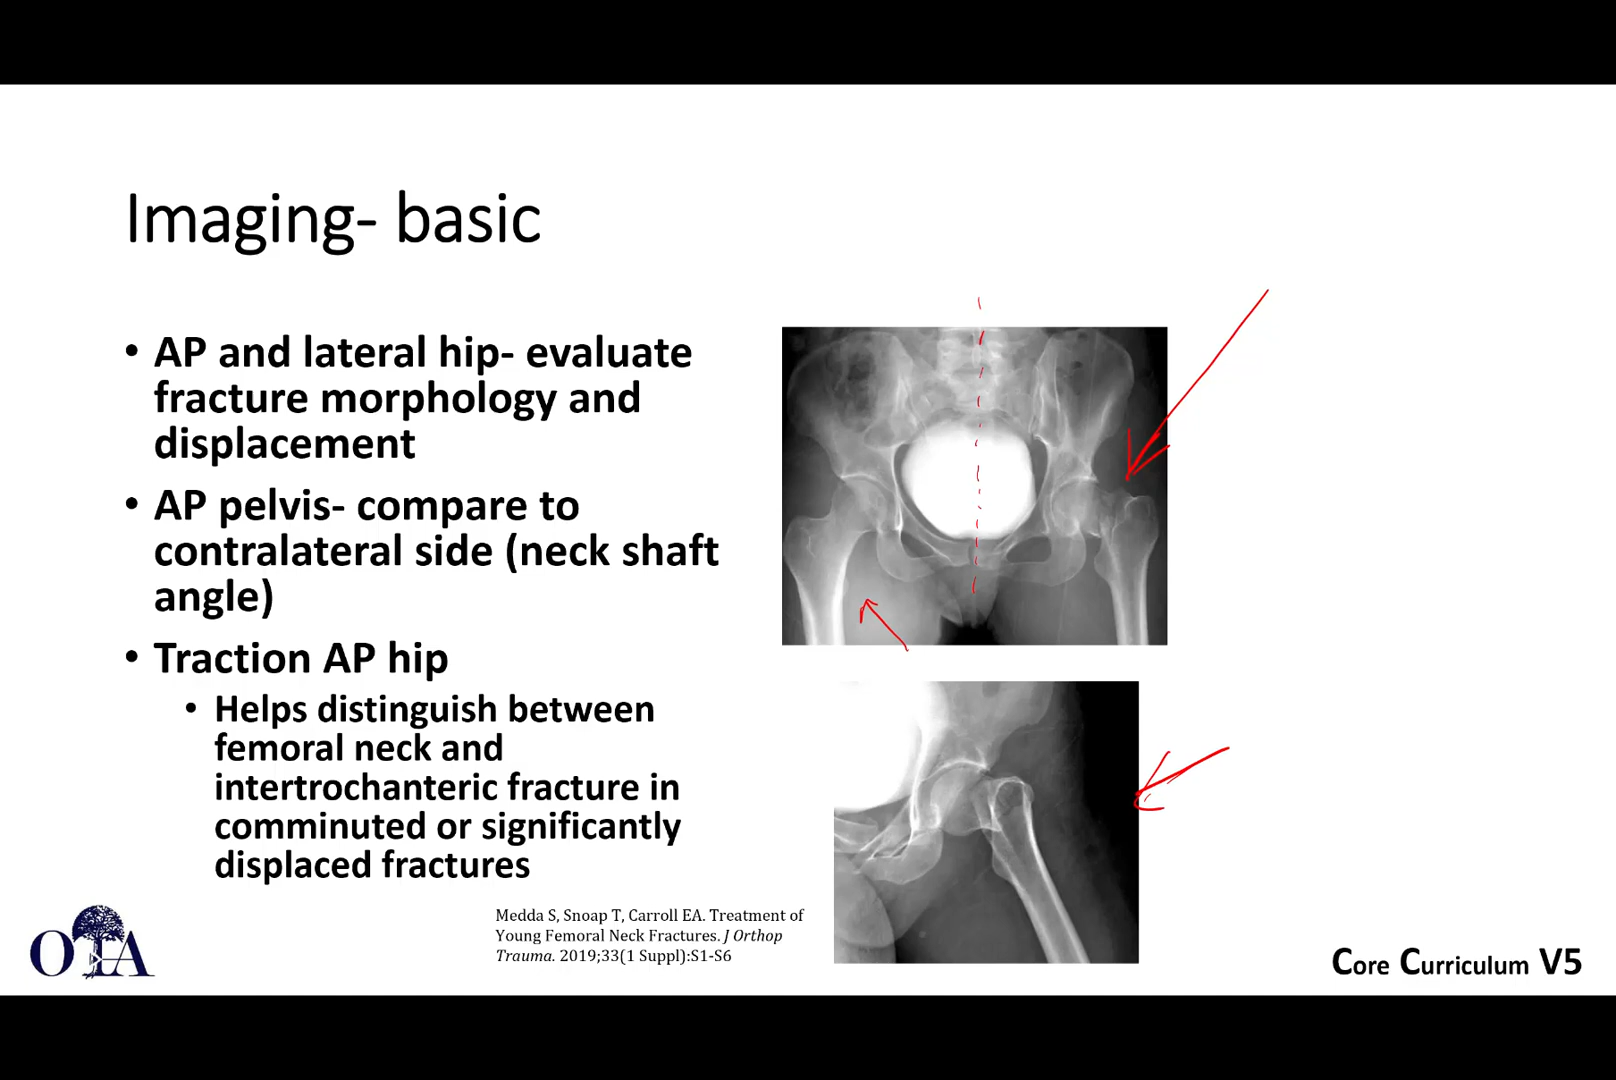 Imaging- basic
• AP and lateral hip- evaluate
fracture morphology and
displacement
• AP pelvis- compare to
contralateral side (neck shaft
angle)
• Traction AP hip
• Helps distinguish between
femoral neck and
intertrochanteric fracture in
comminuted or significantly
displaced fractures
Medda S, Snoap T, Carroll EA. Treatment of
Young Femoral Neck Fractures. J Orthop
Trauma. 2019;33(1 Suppl):S1-S6
OTA
Core Curriculum V5